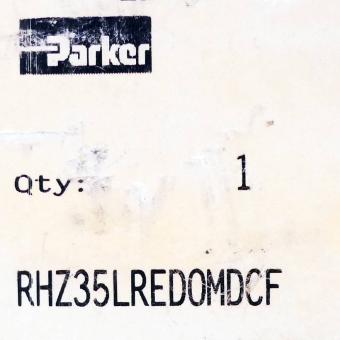 Parker
Qty: 1
RHZ35LREDOMDCF